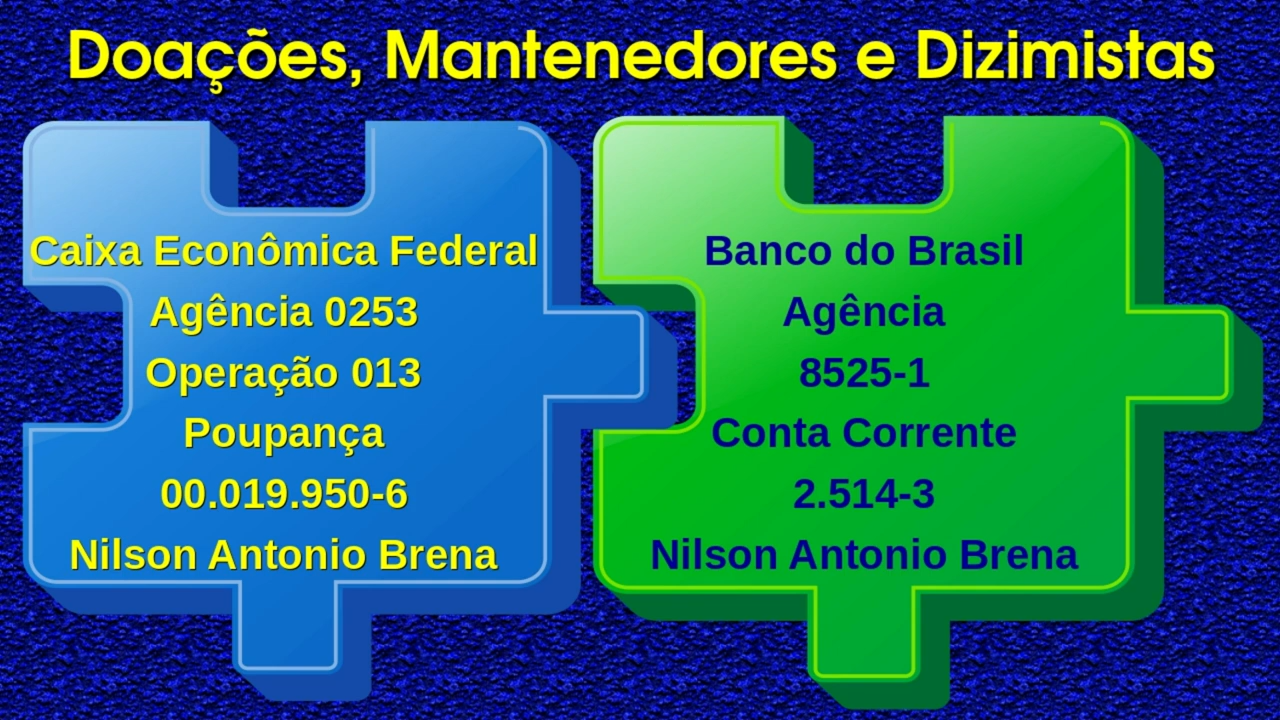 Doações, Mantenedores e Dizimistas
Caixa Econômica Federal
Agência 0253
Operação 013
Poupança
00.019.950-6
Nilson Antonio Brena
Banco do Brasil
Agência
8525-1
Conta Corrente
2.514-3
Nilson Antonio Brena